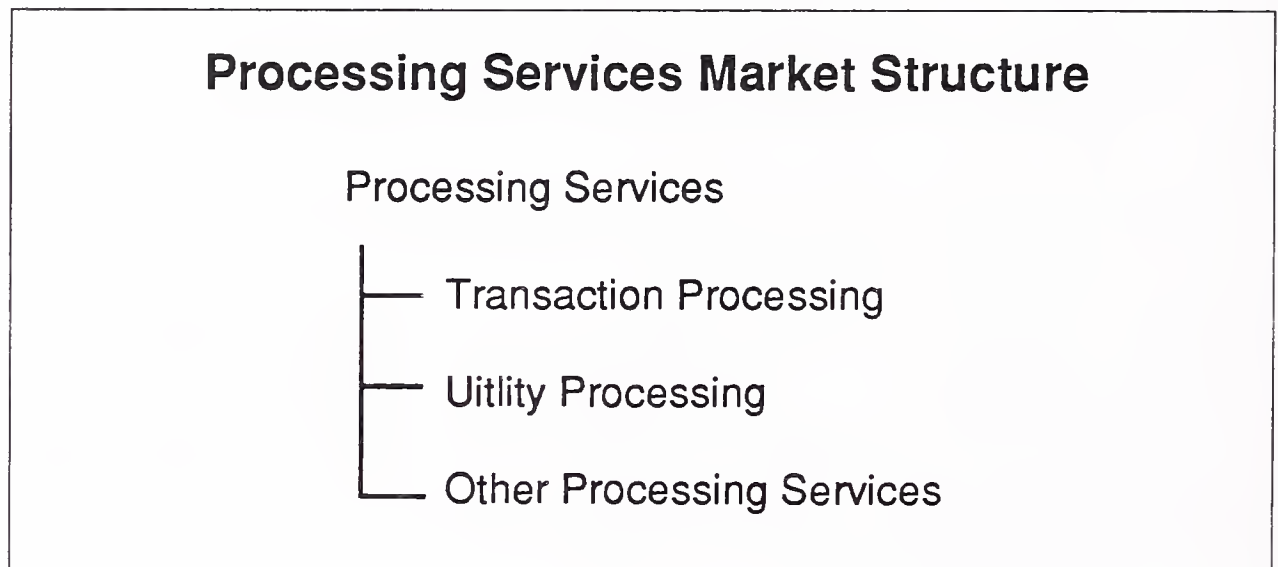 Processing Services Market Structure
Processing Services
Transaction Processing
Uitlity Processing
Other Processing Services